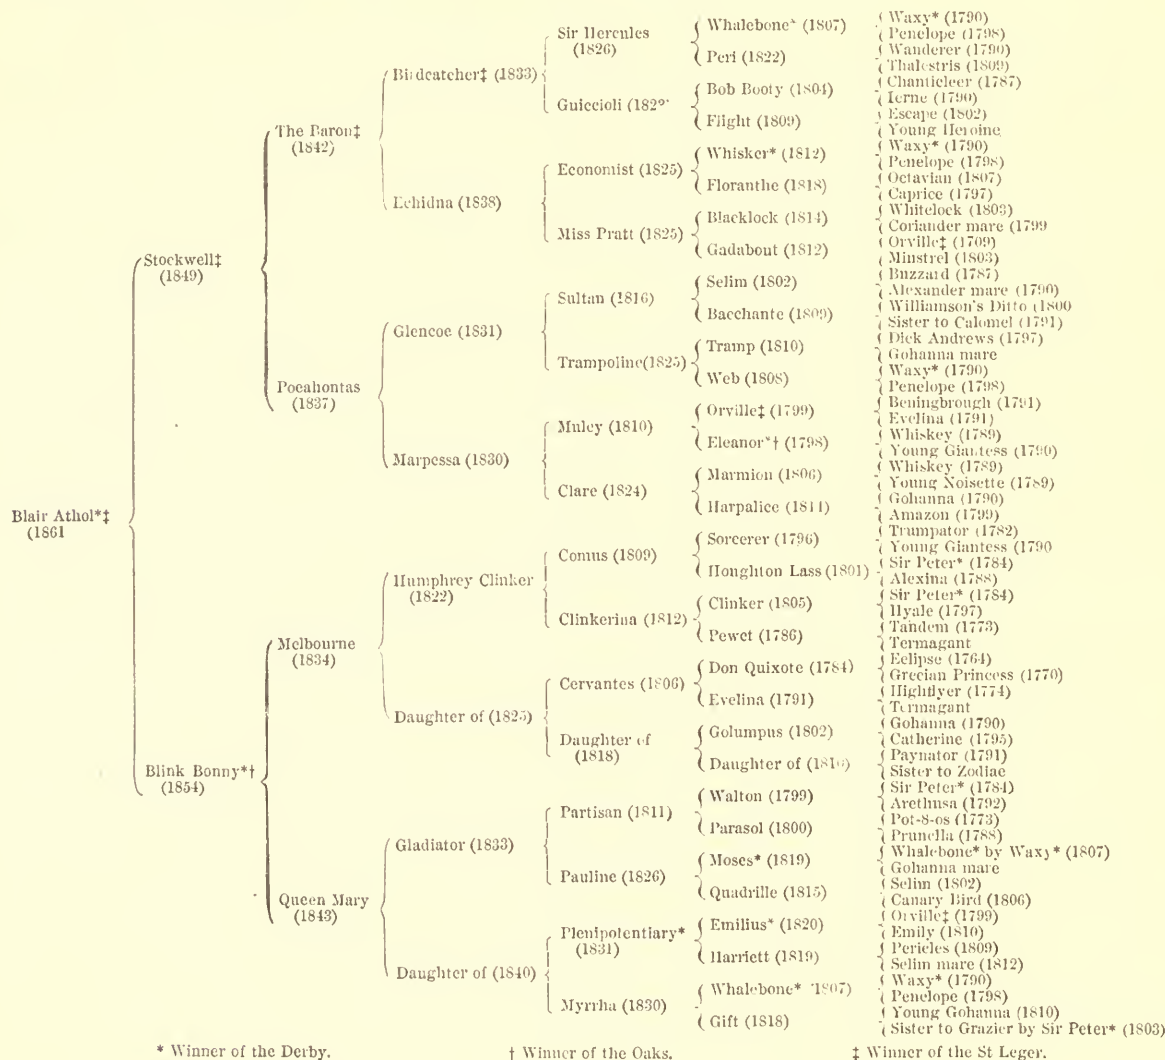 Blair Athol*‡
(1861
Stockwell‡
(1849)
Blink Bonny*†
(1854)
The Baron‡
(1842)
Pocahontas
(1837)
Melbourne
(1834)
Queen Mary
(1843)
Birdcatcher‡ (1833)
Echidna (1838)
Glencoe (1831)
Marpessa (1830)
Humphrey Clinker
(1822)
Daughter of (1825)
Gladiator (1833)
Daughter of (1840)
Sir Hercules
(1826)
Guiccioli
Economist (1825)
Miss Pratt (1825)
Sultan (1816)
Trampoline(1825)
Muley (1810)
Clare (1824)
Comus (1809)
Clinkerina (1812)
Cervantes (1806)
Daughter of
(1818)
Partisan (1811)
Pauline (1826)
Plenipotentiary*
(1831)
Myrrha (1830)
Whalebone* (1807)
Peri (1822)
Bob Booty (1804)
Flight (1809)
Whisker* (1812)
Floranthe (1818)
Blacklock (1814)
Gadabout (1812)
Selim (1802)
Bacchante (1809)
Tramp (1810)
Web (1808)
Orville‡ (1799)
Eleanor*† (1798)
Marmion (1806)
Harpalice (1814)
Sorcerer (1796)
Houghton Lass (1801)
Clinker (1805)
Pewet (1786)
Don Quixote (1784)
Evelina (1791)
Golumpus (1802)
Daughter of
Walton (1799)
Parasol (1800)
Moses* (1819)
Quadrille (1815)
Emilius* (1820)
Harriett (1819)
Whalebone* 1807)
Gift (1818)
Waxy* (1790)
Penelope (1798)
Wanderer (1790)
Thalestris (1809)
Chanticleer (1787)
Ierne (1790)
Escape (1802)
Young Heroine
Waxy* (1790)
Penelope (1798)
Octavian (1807)
Caprice (1797)
Whitelock (1803)
Coriander mare (1799
Orville‡ (1709)
Minstrel (1803)
Buzzard (1787)
Alexander mare (1790)
Williamson's Ditto (1800
Sister to Calomel (1791)
Dick Andrews (1797)
Gohanna mare
Waxy* (1790)
Penelope (1798)
Beningbrough (1791)
Evelina (1791)
Whiskey (1789)
Young Giantess (1790)
Whiskey (1789)
Young Noisette (1789)
Gohanna (1790)
Amazon (1799)
Trumpator (1782)
Young Giantess (1790
Sir Peter* (1784)
Alexina (1788)
Sir Peter* (1784)
Hyale (1797)
Tandem (1773)
Termagant
Eclipse (1764)
Grecian Princess (1770)
Highflyer (1774)
Termagant
Gohanna (1790)
Catherine (1795)
Paynator (1791)
Sister to Zodiac
Sir Peter* (1784)
Arethusa (1792)
Pot-8-os (1773)
Prunella (1788)
Whalebone* by Waxy* (1807)
Gohanna mare
Selim (1802)
Canary Bird (1806)
Orville‡ (1799)
Emily (1810)
Pericles (1809)
Selim mare (1812)
Waxy* (1790)
Penelope (1798)
Young Gohanna (1810)
Sister to Grazier by Sir Peter* (1803)
* Winner of the Derby.
† Winner of the Oaks.
‡ Winner of the St Leger.